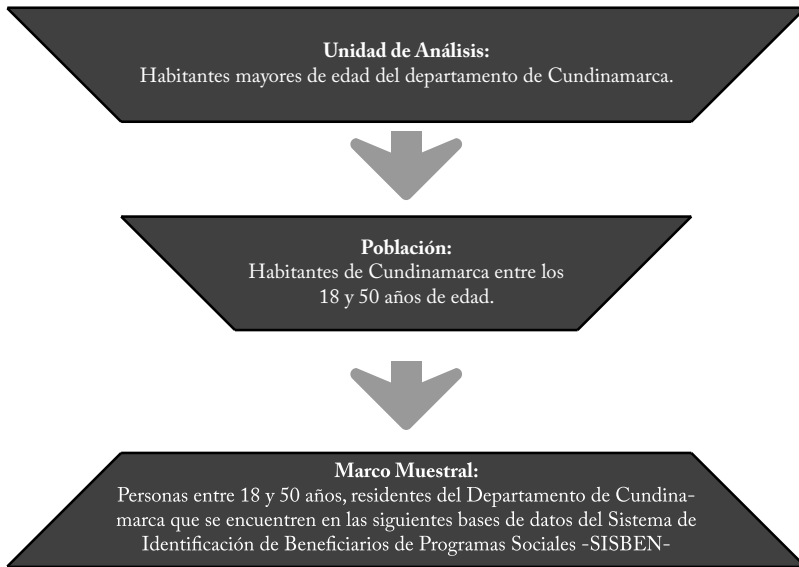 Unidad de Análisis:
Habitantes mayores de edad del departamento de Cundinamarca.
Población:
Habitantes de Cundinamarca entre los
18 y 50 años de edad.
Marco Muestral:
Personas entre 18 y 50 años, residentes del Departamento de Cundina-
marca que se encuentren en las siguientes bases de datos del Sistema de
Identificación de Beneficiarios de Programas Sociales -SISBEN-